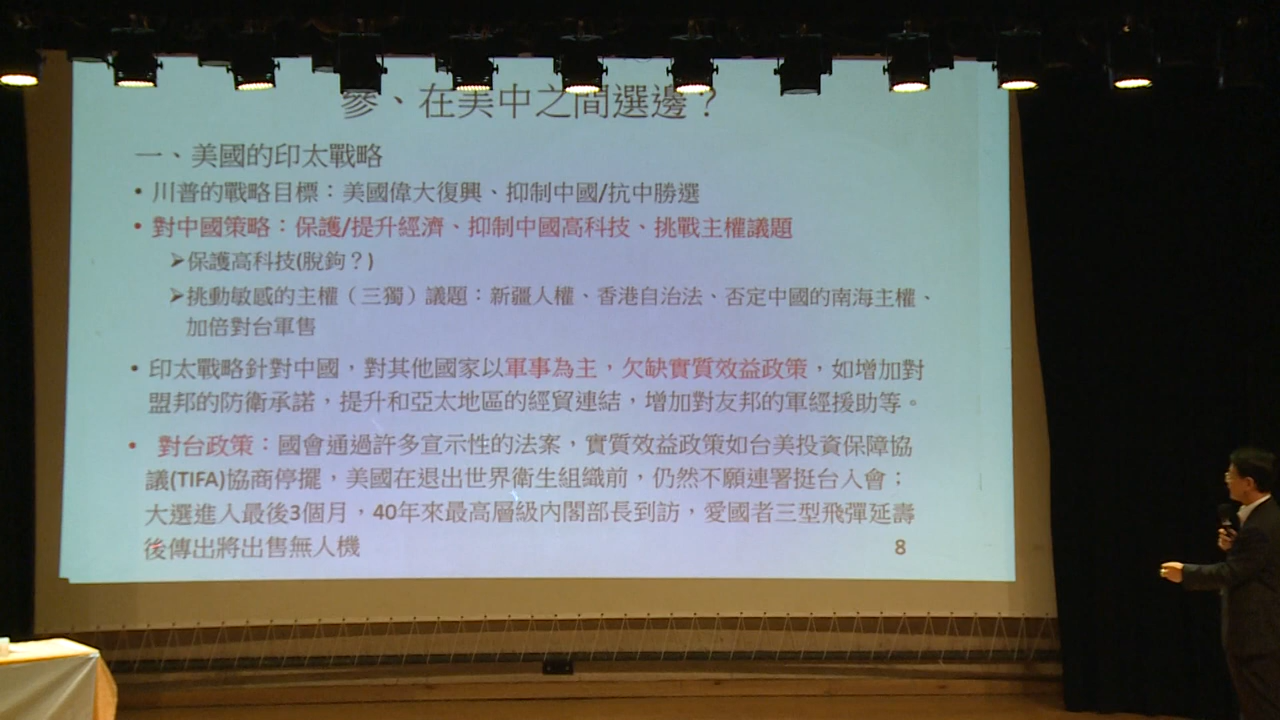 參、在美中之間選邊？
一、美國的印太戰略
• 川普的戰略目標：美國偉大復興、抑制中國/抗中勝選
• 對中國策略：保護/提升經濟、抑制中國高科技、挑戰主權議題
➤保護高科技(脫鉤？)
➤挑動敏感的主權（三獨）議題：新疆人權、香港自治法、否定中國的南海主權、
加倍對台軍售
• 印太戰略針對中國，對其他國家以軍事為主，欠缺實質效益政策，如增加對
盟邦的防衛承諾，提升和亞太地區的經貿連結，增加對友邦的軍經援助等。
• 對台政策：國會通過許多宣示性的法案，實質效益政策如台美投資保障協
議(TIFA)協商停擺，美國在退出世界衛生組織前，仍然不願連署挺台入會；
大選進入最後3個月，40年來最高層級內閣部長到訪，愛國者三型飛彈延壽
後傳出將出售無人機
8